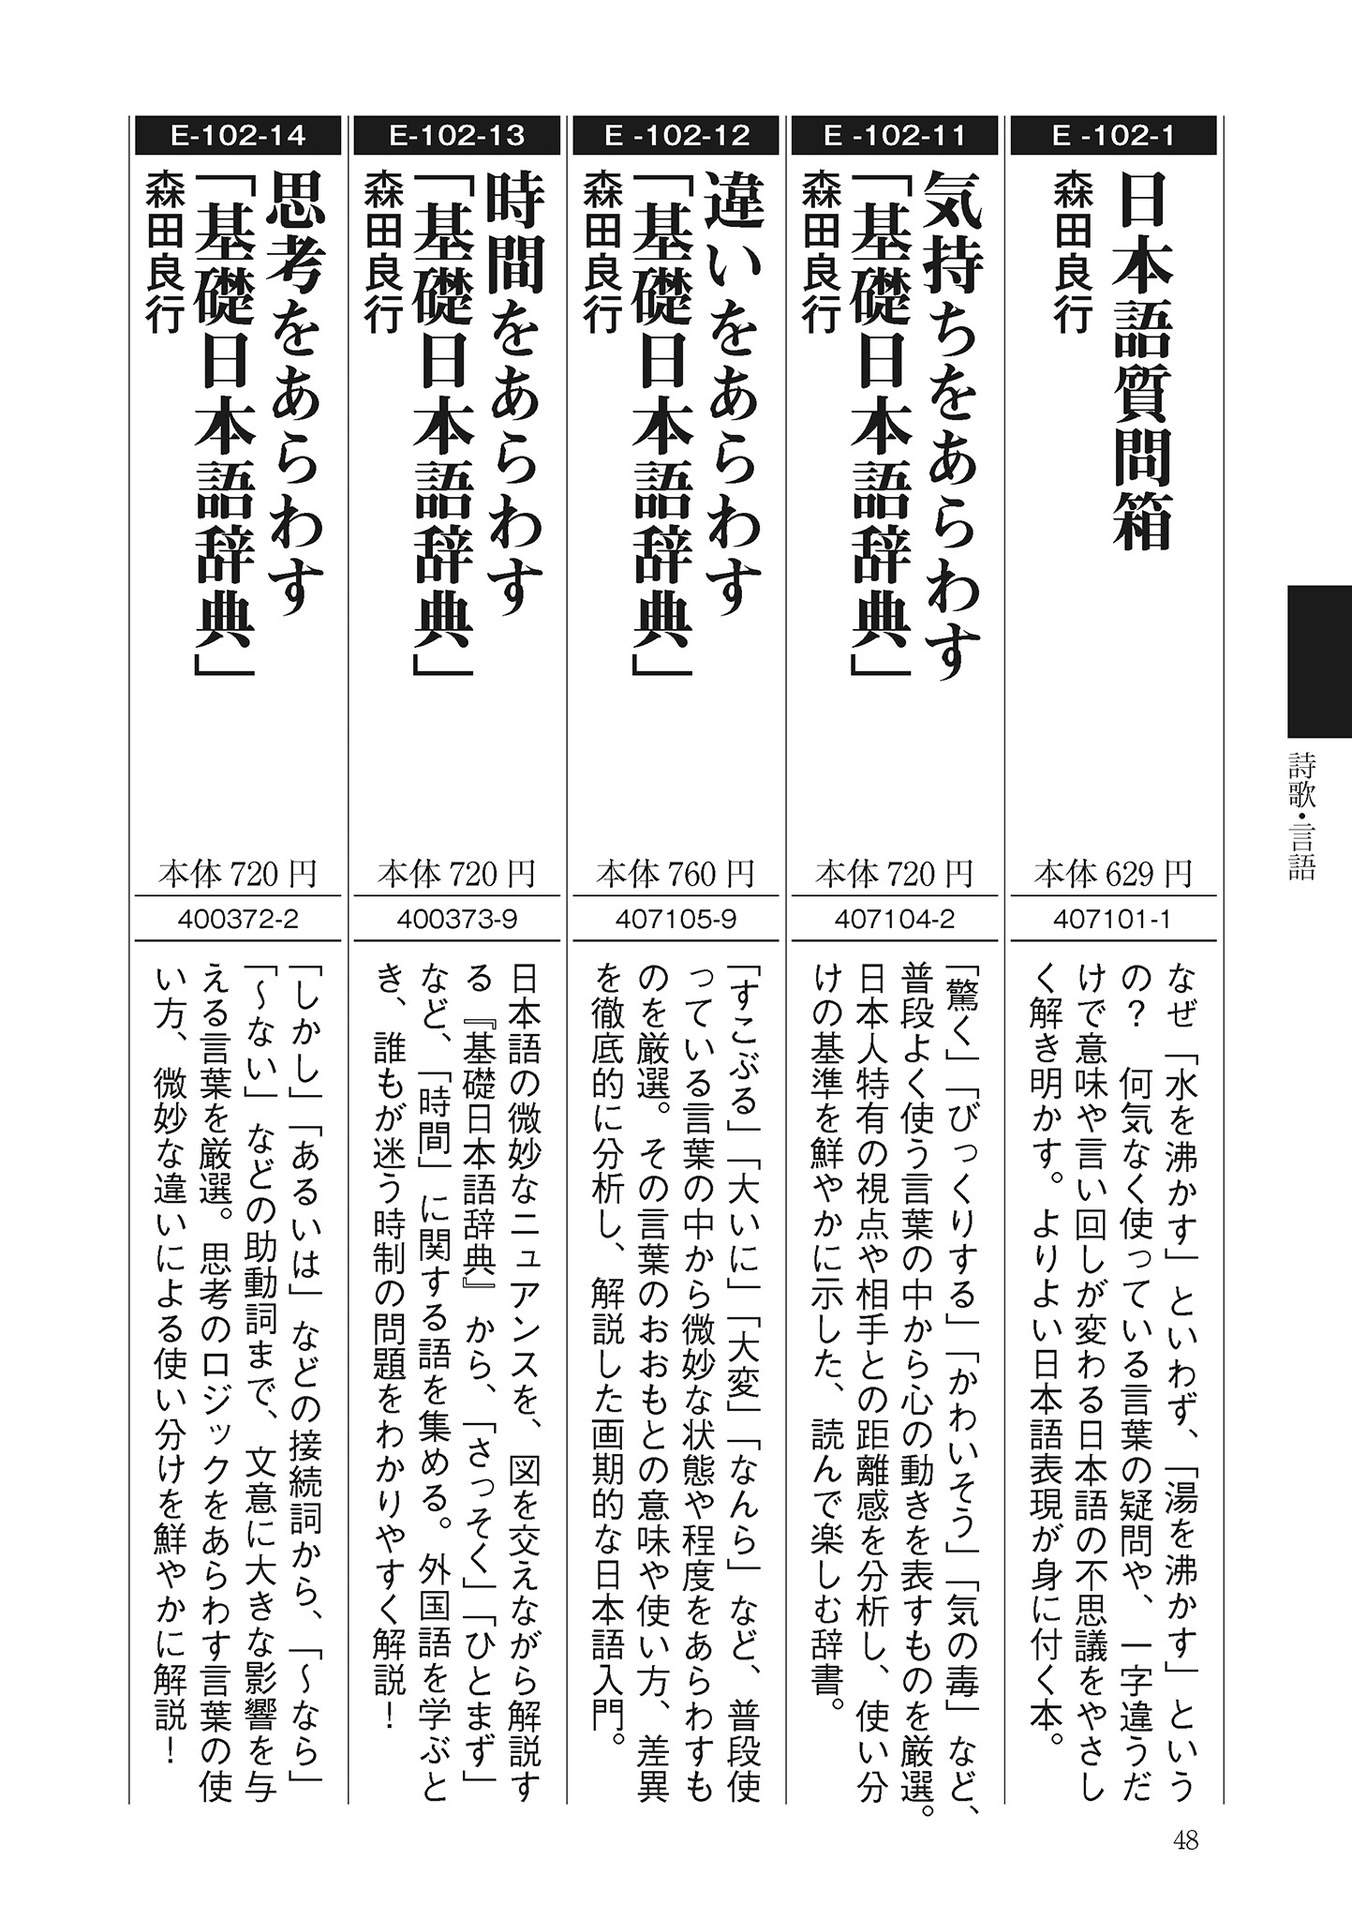 詩歌・言語
E-102-1
日本語質問箱
森田良行
本体629円
407101-1
なぜ「水を沸かす」といわず、「湯を沸かす」という
の？　何気なく使っている言葉の疑問や、一字違うだ
けで意味や言い回しが変わる日本語の不思議をやさし
く解き明かす。よりよい日本語表現が身に付く本。
E-102-11
気持ちをあらわす
「基礎日本語辞典」
森田良行
本体720円
407104-2
「驚く」「びっくりする」「かわいそう」「気の毒」など、
普段よく使う言葉の中から心の動きを表すものを厳選。
日本人特有の視点や相手との距離感を分析し、使い分
けの基準を鮮やかに示した、読んで楽しむ辞書。
E-102-12
違いをあらわす
「基礎日本語辞典」
森田良行
本体760円
407105-9
「すこぶる」「大いに」「大変」「なんら」など、普段使
っている言葉の中から微妙な状態や程度をあらわすも
のを厳選。その言葉のおおもとの意味や使い方、差異
を徹底的に分析し、解説した画期的な日本語入門。
E-102-13
時間をあらわす
「基礎日本語辞典」
森田良行
本体720円
400373-9
日本語の微妙なニュアンスを、図を交えながら解説す
る『基礎日本語辞典』から、「さっそく」「ひとまず」
など、「時間」に関する語を集める。外国語を学ぶと
き、誰もが迷う時制の問題をわかりやすく解説！
E-102-14
思考をあらわす
「基礎日本語辞典」
森田良行
本体720円
400372-2
「しかし」「あるいは」などの接続詞から、「～なら」
「～ない」などの助動詞まで、文意に大きな影響を与
える言葉を厳選。思考のロジックをあらわす言葉の使
い方、微妙な違いによる使い分けを鮮やかに解説！
48